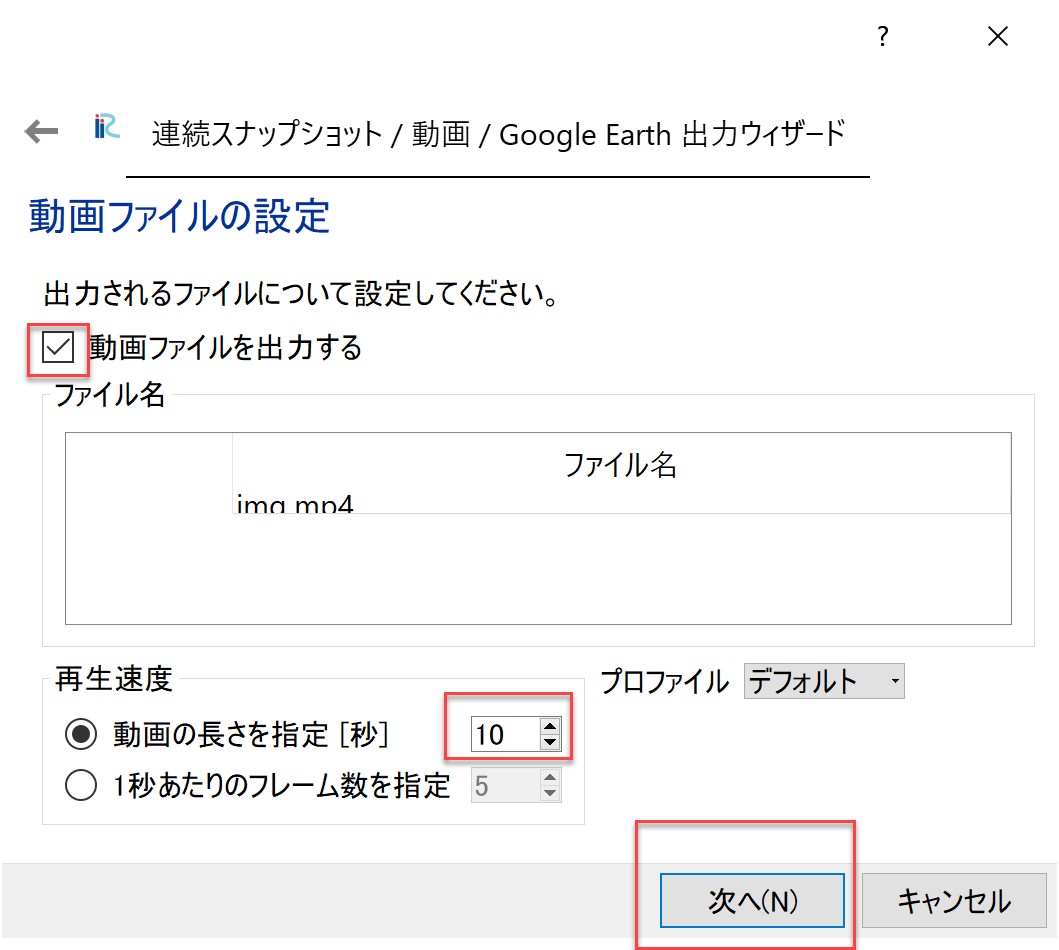 ?
iRC
連続スナップショット / 動画 / Google Earth 出力ウィザード
動画ファイルの設定
出力されるファイルについて設定してください。
動画ファイルを出力する
ファイル名
ファイル名
img.mp4
再生速度
プロファイル デフォルト
動画の長さを指定 [秒] 10
1秒あたりのフレーム数を指定 5
次へ(N) キャンセル